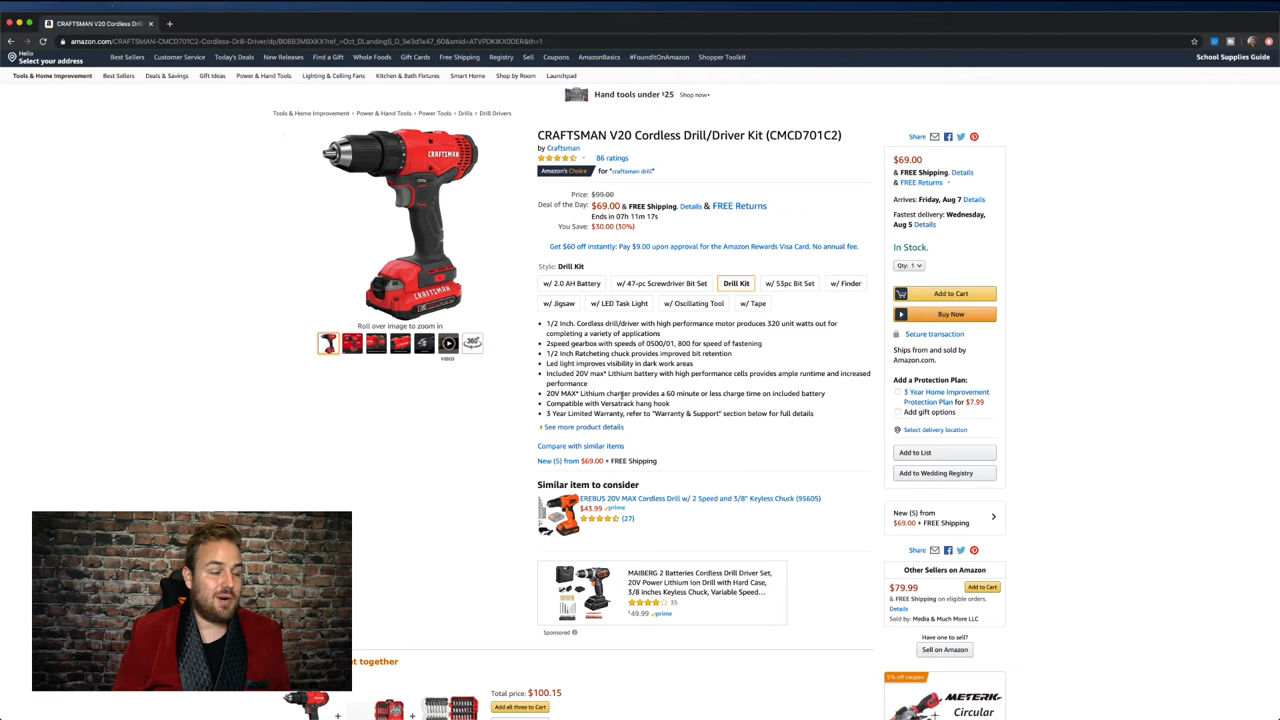 CRAFTSMAN V20 Cordless Drill
amazon.com/CRAFTSMAN-CMCD701C2-Cordless-Drill-Driver/dp/B0883MBXKX?ref_=Oct_DLandingS_D_5e3d1e47_60&smid=ATVPDKIKX0DER&th=1
Hello
Select your address
Best Sellers Customer Service Today's Deals New Releases Find a Gift Whole Foods Gift Cards Free Shipping Registry Sell Coupons AmazonBasics #FoundItOnAmazon Shopper Toolkit
School Supplies Guide
Tools & Home Improvement Best Sellers Deals & Savings Gift Ideas Power & Hand Tools Lighting & Ceiling Fans Kitchen & Bath Fixtures Smart Home Shop by Room Launchpad
Hand tools under $25 Shop now›
Tools & Home Improvement › Power & Hand Tools › Power Tools › Drills › Drill Drivers
CRAFTSMAN
CRAFTSMAN
Roll over image to zoom in
VIDEO
360°
CRAFTSMAN V20 Cordless Drill/Driver Kit (CMCD701C2)
by Craftsman
86 ratings
Amazon's Choice for "craftsman drill"
Price: $99.00
Deal of the Day: $69.00 & FREE Shipping. Details & FREE Returns
Ends in 07h 11m 17s
You Save: $30.00 (30%)
Get $60 off instantly: Pay $9.00 upon approval for the Amazon Rewards Visa Card. No annual fee.
Style: Drill Kit
w/ 2.0 AH Battery w/ 47-pc Screwdriver Bit Set Drill Kit w/ 53pc Bit Set w/ Finder
w/ Jigsaw w/ LED Task Light w/ Oscillating Tool w/ Tape
• 1/2 Inch. Cordless drill/driver with high performance motor produces 320 unit watts out for
completing a variety of applications
• 2speed gearbox with speeds of 0500/01, 800 for speed of fastening
• 1/2 Inch Ratcheting chuck provides improved bit retention
• Led light improves visibility in dark work areas
• Included 20V max* Lithium battery with high performance cells provides ample runtime and increased
performance
• 20V MAX* Lithium charger provides a 60 minute or less charge time on included battery
• Compatible with Versatrack hang hook
• 3 Year Limited Warranty, refer to "Warranty & Support" section below for full details
› See more product details
Compare with similar items
New (5) from $69.00 + FREE Shipping
Similar item to consider
EREBUS 20V MAX Cordless Drill w/ 2 Speed and 3/8" Keyless Chuck (95605)
$43.99 prime
(27)
MAIBERG 2 Batteries Cordless Drill Driver Set,
20V Power Lithium Ion Drill with Hard Case,
3/8 inches Keyless Chuck, Variable Speed...
35
$49.99 prime
Sponsored
t together
Total price: $100.15
Add all three to Cart
+ +
Share
$69.00
& FREE Shipping. Details
& FREE Returns
Arrives: Friday, Aug 7 Details
Fastest delivery: Wednesday,
Aug 5 Details
In Stock.
Qty: 1
Add to Cart
Buy Now
Secure transaction
Ships from and sold by
Amazon.com.
Add a Protection Plan:
3 Year Home Improvement
Protection Plan for $7.99
Add gift options
Select delivery location
Add to List
Add to Wedding Registry
New (5) from
$69.00 + FREE Shipping
Share
Other Sellers on Amazon
$79.99
Add to Cart
& FREE Shipping on eligible orders.
Details
Sold by: Media & Much More LLC
Have one to sell?
Sell on Amazon
5% off coupon
METERK
Circular